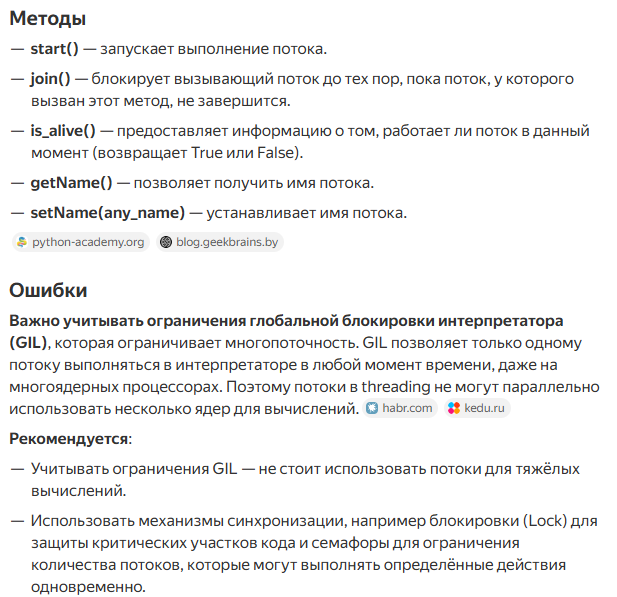 Методы
— start() — запускает выполнение потока.
— join() — блокирует вызывающий поток до тех пор, пока поток, у которого
вызван этот метод, не завершится.
— is_alive() — предоставляет информацию о том, работает ли поток в данный
момент (возвращает True или False).
— getName() — позволяет получить имя потока.
— setName(any_name) — устанавливает имя потока.
python-academy.org blog.geekbrains.by
Ошибки
Важно учитывать ограничения глобальной блокировки интерпретатора
(GIL), которая ограничивает многопоточность. GIL позволяет только одному
потоку выполняться в интерпретаторе в любой момент времени, даже на
многоядерных процессорах. Поэтому потоки в threading не могут параллельно
использовать несколько ядер для вычислений. habr.com kedu.ru
Рекомендуется:
— Учитывать ограничения GIL — не стоит использовать потоки для тяжёлых
вычислений.
— Использовать механизмы синхронизации, например блокировки (Lock) для
защиты критических участков кода и семафоры для ограничения
количества потоков, которые могут выполнять определённые действия
одновременно.